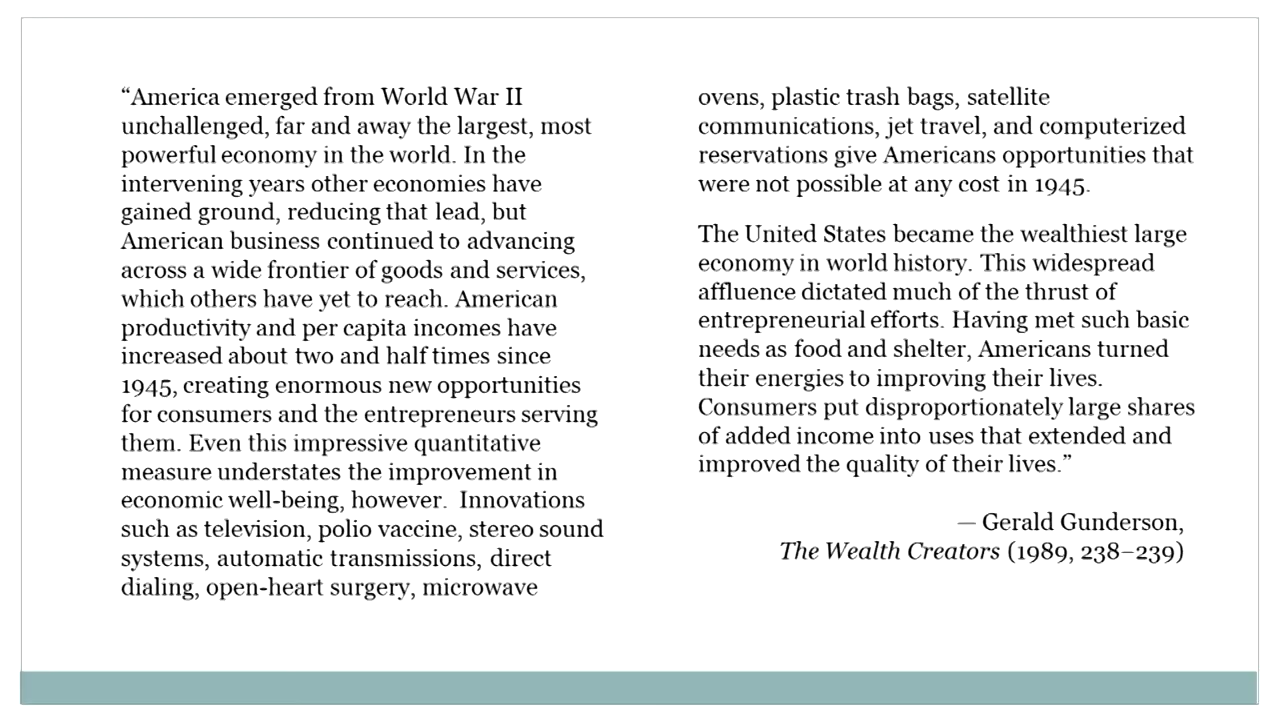 “America emerged from World War II
unchallenged, far and away the largest, most
powerful economy in the world. In the
intervening years other economies have
gained ground, reducing that lead, but
American business continued to advancing
across a wide frontier of goods and services,
which others have yet to reach. American
productivity and per capita incomes have
increased about two and half times since
1945, creating enormous new opportunities
for consumers and the entrepreneurs serving
them. Even this impressive quantitative
measure understates the improvement in
economic well-being, however.  Innovations
such as television, polio vaccine, stereo sound
systems, automatic transmissions, direct
dialing, open-heart surgery, microwave
ovens, plastic trash bags, satellite
communications, jet travel, and computerized
reservations give Americans opportunities that
were not possible at any cost in 1945.
The United States became the wealthiest large
economy in world history. This widespread
affluence dictated much of the thrust of
entrepreneurial efforts. Having met such basic
needs as food and shelter, Americans turned
their energies to improving their lives.
Consumers put disproportionately large shares
of added income into uses that extended and
improved the quality of their lives.”
— Gerald Gunderson,
The Wealth Creators (1989, 238–239)